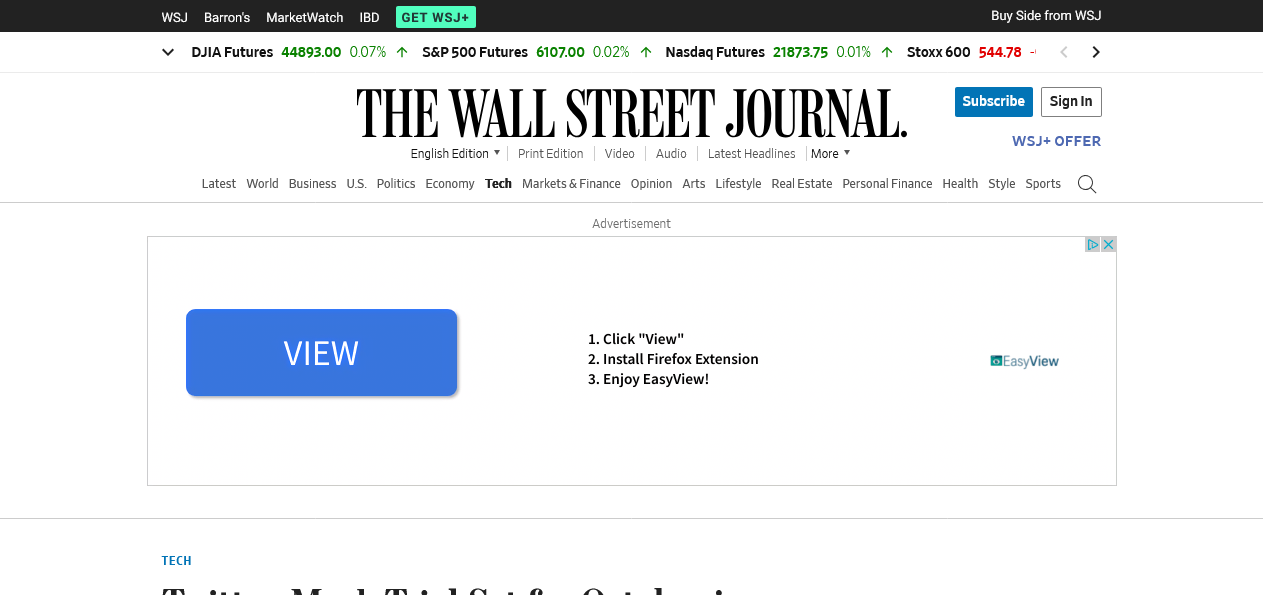 WSJ Barron's MarketWatch IBD GET WSJ+ Buy Side from WSJ
DJIA Futures 44893.00 0.07% S&P 500 Futures 6107.00 0.02% Nasdaq Futures 21873.75 0.01% Stoxx 600 544.78
THE WALL STREET JOURNAL.
Subscribe Sign In
WSJ+ OFFER
English Edition Print Edition Video Audio Latest Headlines More
Latest World Business U.S. Politics Economy Tech Markets & Finance Opinion Arts Lifestyle Real Estate Personal Finance Health Style Sports
Advertisement
VIEW
1. Click "View"
2. Install Firefox Extension
3. Enjoy EasyView!
EasyView
TECH